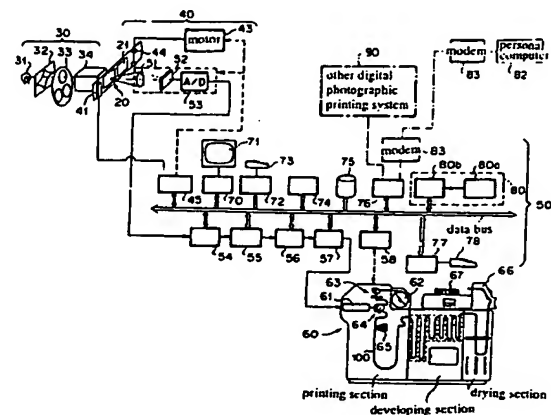 30
32
33
34
31
40
21
44
43
motor
51
52
A/D
53
20
41
90
other digital
photographic
printing system
modem
83
personal
computer
82
modem
83
71
73
75
80b
80a
80
45
70
72
74
76
50
data bus
54
55
56
57
58
77
78
63
62
67
66
61
64
60
65
100
printing section
developing section
drying section